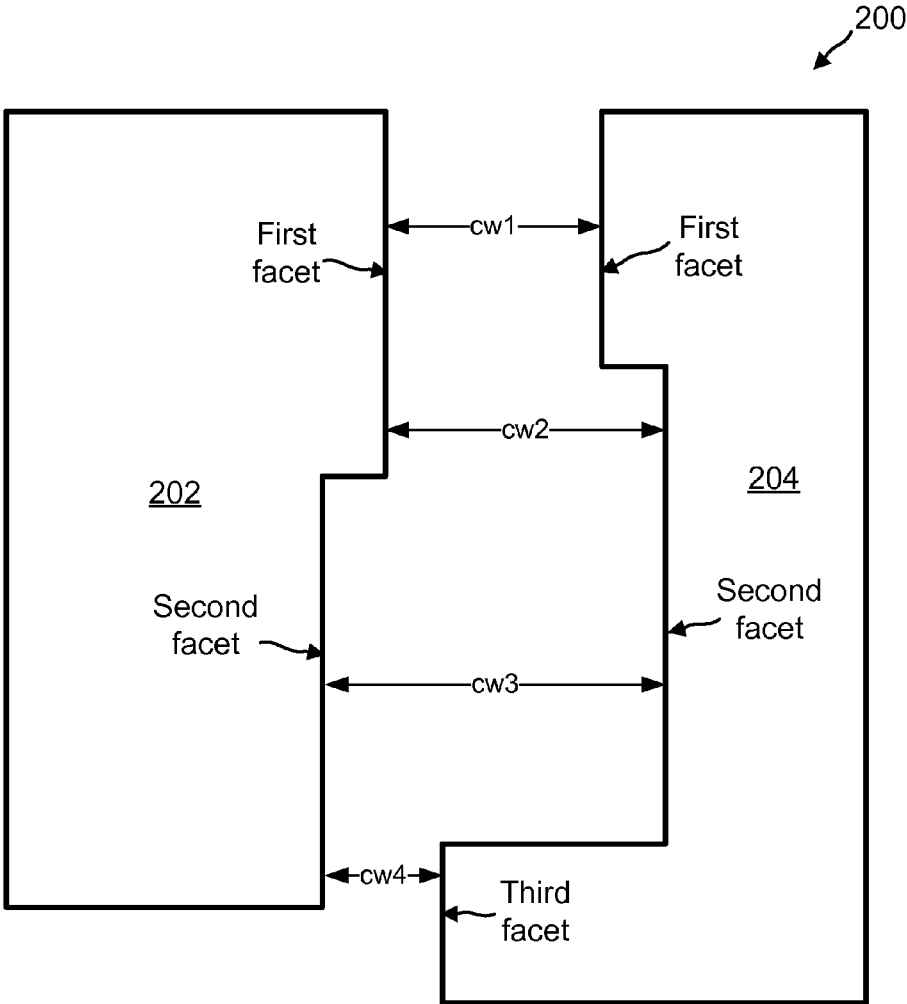 200
First
facet
cw1
First
facet
cw2
202
204
Second
facet
Second
facet
cw3
cw4
Third
facet